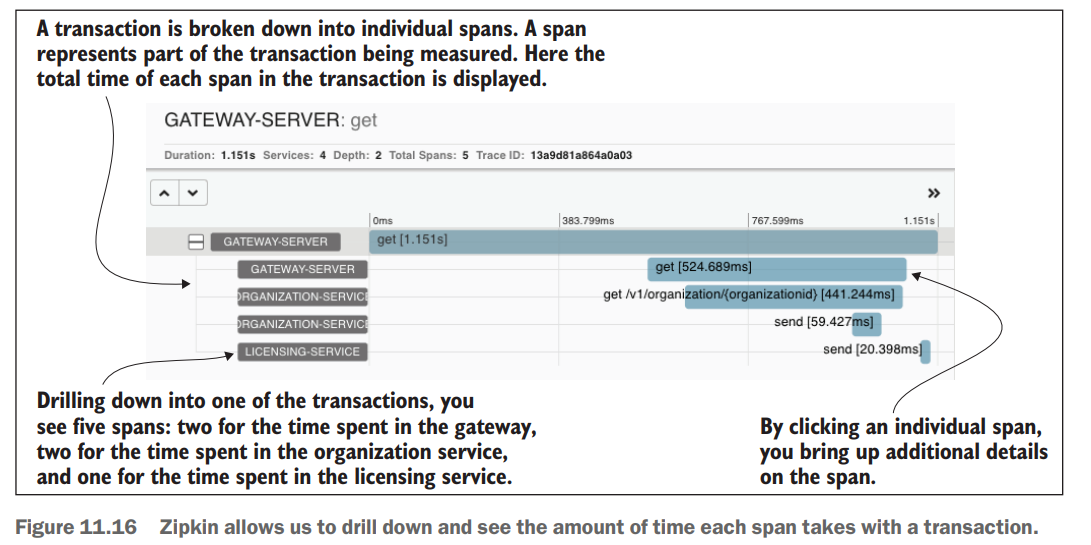 A transaction is broken down into individual spans. A span
represents part of the transaction being measured. Here the
total time of each span in the transaction is displayed.
GATEWAY-SERVER: get
Duration: 1.151s Services: 4 Depth: 2 Total Spans: 5 Trace ID: 13a9d81a864a0a03
0ms 383.799ms 767.599ms 1.151s
GATEWAY-SERVER get [1.151s]
GATEWAY-SERVER get [524.689ms]
ORGANIZATION-SERVICE get /v1/organization/{organizationid} [441.244ms]
ORGANIZATION-SERVICE send [59.427ms]
LICENSING-SERVICE send [20.398ms]
Drilling down into one of the transactions, you
see five spans: two for the time spent in the gateway,
two for the time spent in the organization service,
and one for the time spent in the licensing service.
By clicking an individual span,
you bring up additional details
on the span.
Figure 11.16 Zipkin allows us to drill down and see the amount of time each span takes with a transaction.